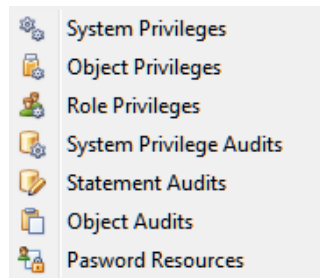 System Privileges
Object Privileges
Role Privileges
System Privilege Audits
Statement Audits
Object Audits
Pasword Resources